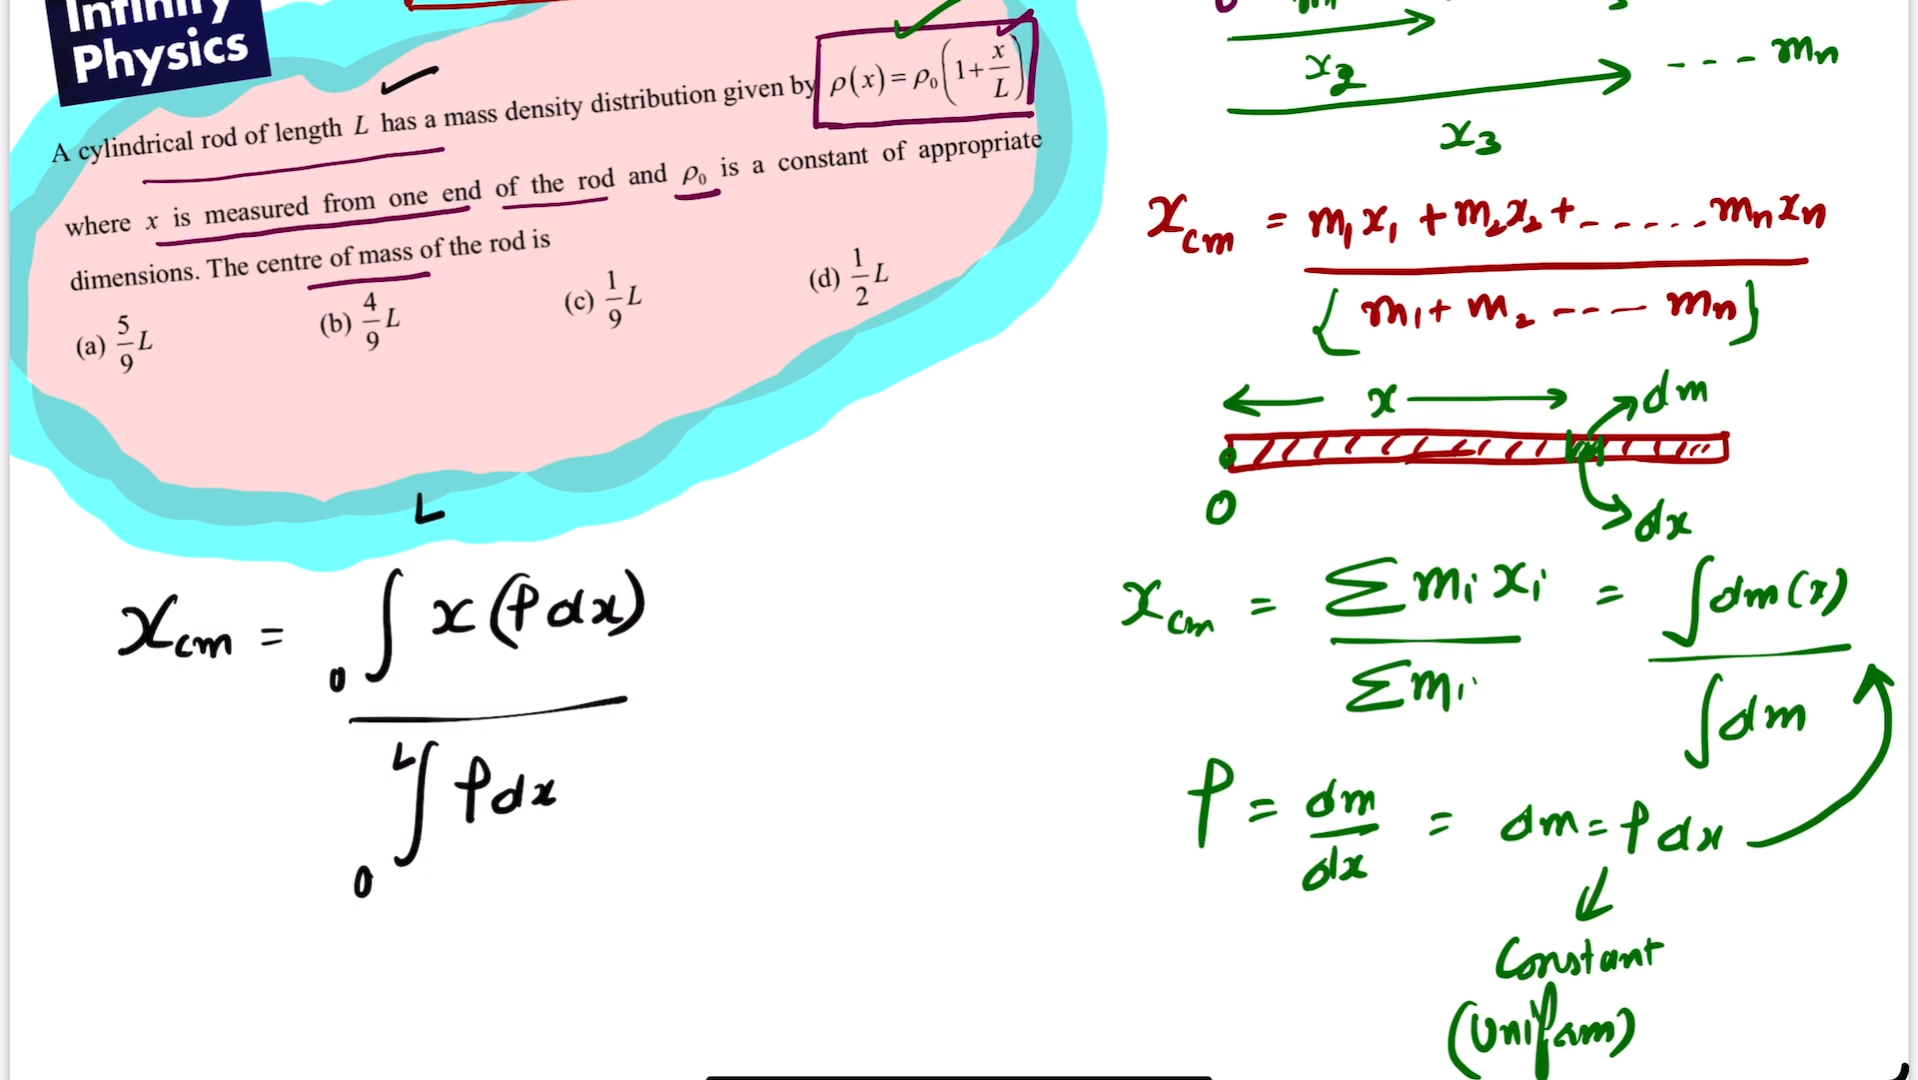 Infinity
Physics
A cylindrical rod of length L has a mass density distribution given by ρ(x) = ρ₀(1 + x/L)
where x is measured from one end of the rod and ρ₀ is a constant of appropriate
dimensions. The centre of mass of the rod is
(a) 5/9 L (b) 4/9 L (c) 1/9 L (d) 1/2 L
x_cm = ∫₀ᴸ x(ρdx) / ∫₀ᴸ ρdx
x₂ - - - mₙ
x₃
x_cm = m₁x₁ + m₂x₂ + - ..... mₙxₙ / {m₁ + m₂ ---- mₙ}
x dm
0 dx
x_cm = Σmᵢxᵢ / Σmᵢ = ∫dm(x) / ∫dm
ρ = dm/dx = dm = ρdx
Constant
(Uniform)